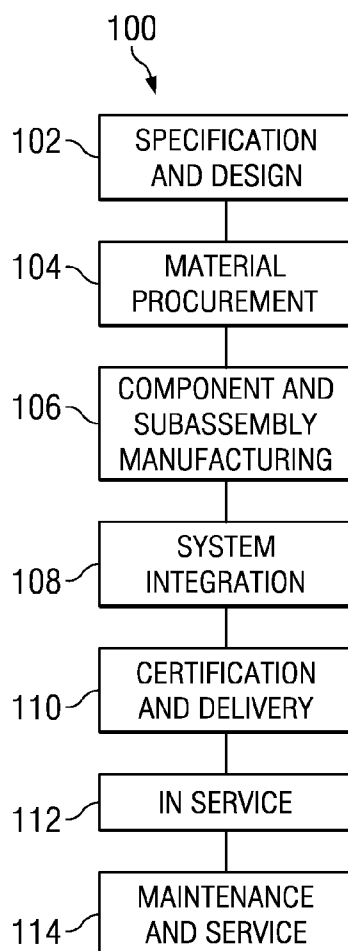 100
102
SPECIFICATION
AND DESIGN
104
MATERIAL
PROCUREMENT
106
COMPONENT AND
SUBASSEMBLY
MANUFACTURING
108
SYSTEM
INTEGRATION
110
CERTIFICATION
AND DELIVERY
112
IN SERVICE
114
MAINTENANCE
AND SERVICE